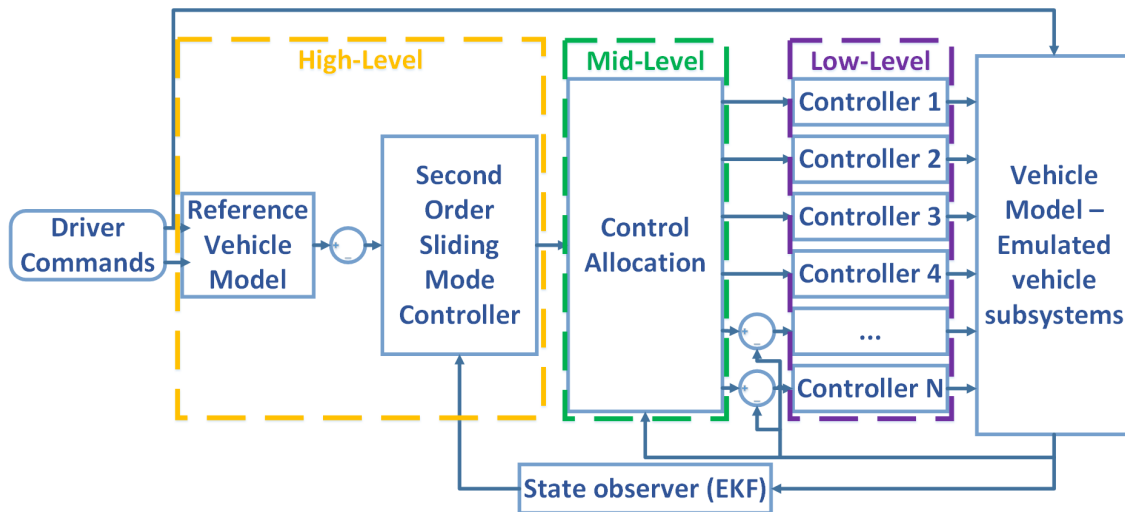 High-Level
Mid-Level
Low-Level
Driver
Commands
Reference
Vehicle
Model
+
−
Second
Order
Sliding
Mode
Controller
Control
Allocation
+
−
+
−
Controller 1
Controller 2
Controller 3
Controller 4
...
Controller N
Vehicle
Model –
Emulated
vehicle
subsystems
State observer (EKF)